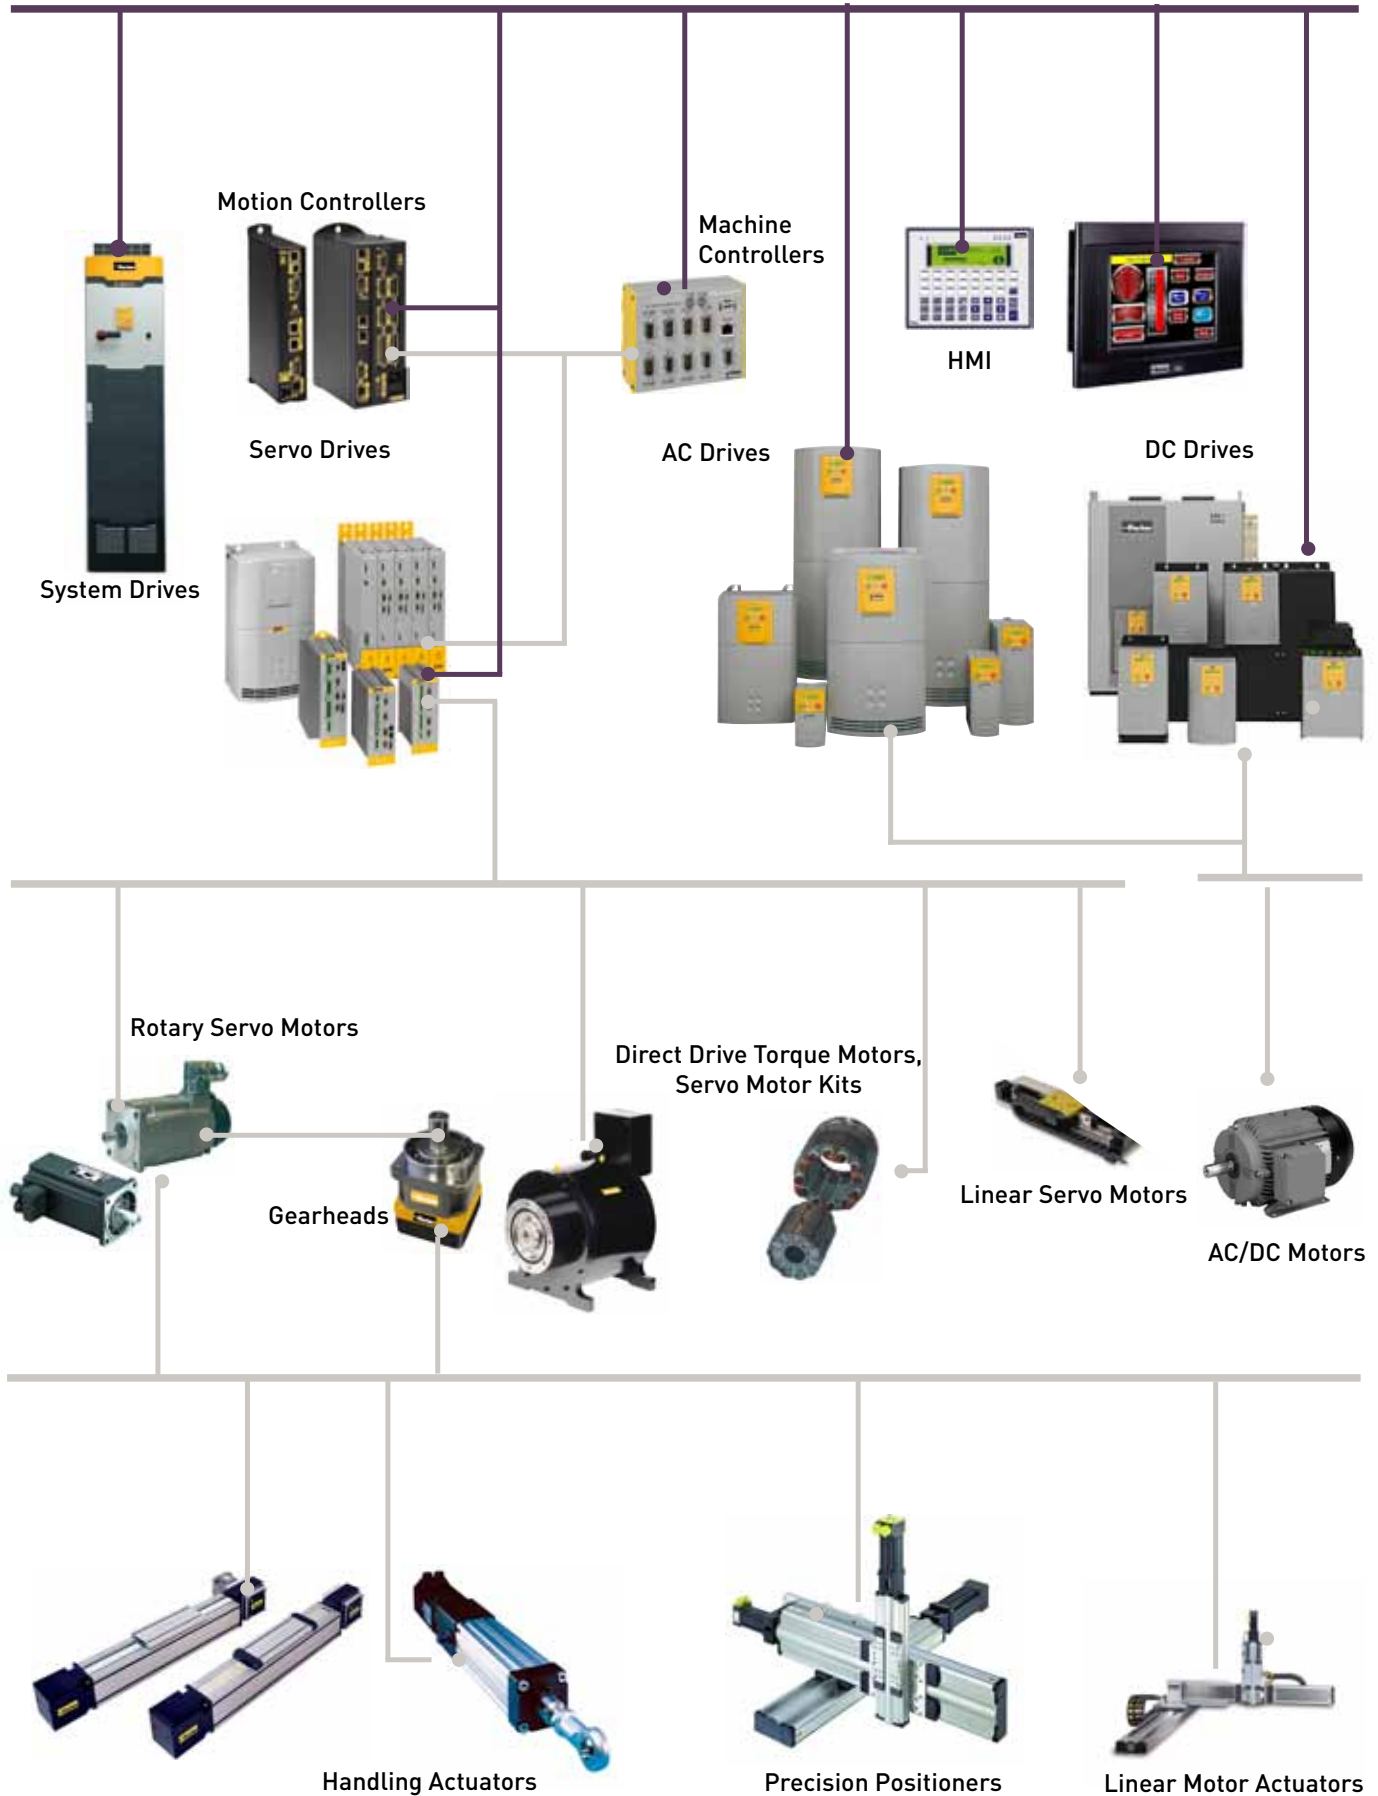 Motion Controllers
Machine
Controllers
HMI
Servo Drives
AC Drives
DC Drives
System Drives
Rotary Servo Motors
Direct Drive Torque Motors,
Servo Motor Kits
Linear Servo Motors
Gearheads
AC/DC Motors
Handling Actuators
Precision Positioners
Linear Motor Actuators